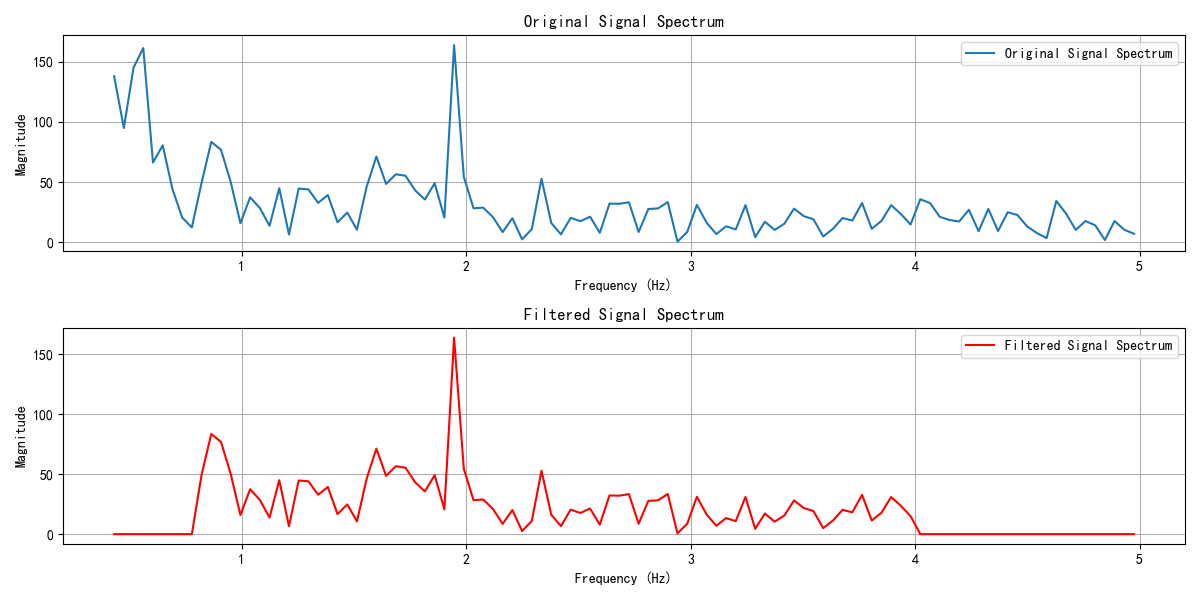 Original Signal Spectrum
Original Signal Spectrum
Magnitude
150
100
50
0
1 2 3 4 5
Frequency (Hz)
Filtered Signal Spectrum
Filtered Signal Spectrum
Magnitude
150
100
50
0
1 2 3 4 5
Frequency (Hz)